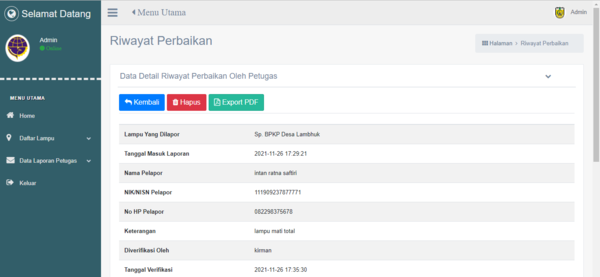 Selamat Datang
Menu Utama
Admin
Admin
Online
Riwayat Perbaikan
Halaman > Riwayat Perbaikan
Data Detail Riwayat Perbaikan Oleh Petugas
Kembali
Hapus
Export PDF
MENU UTAMA
Home
Daftar Lampu
Data Laporan Petugas
Keluar
Lampu Yang Dilapor Sp. BPKP Desa Lambhuk
Tanggal Masuk Laporan 2021-11-26 17:29:21
Nama Pelapor intan ratna safitri
NIK/NISN Pelapor 111909237877771
No HP Pelapor 082298375678
Keterangan lampu mati total
Diverifikasi Oleh kirman
Tanggal Verifikasi 2021-11-26 17:35:30